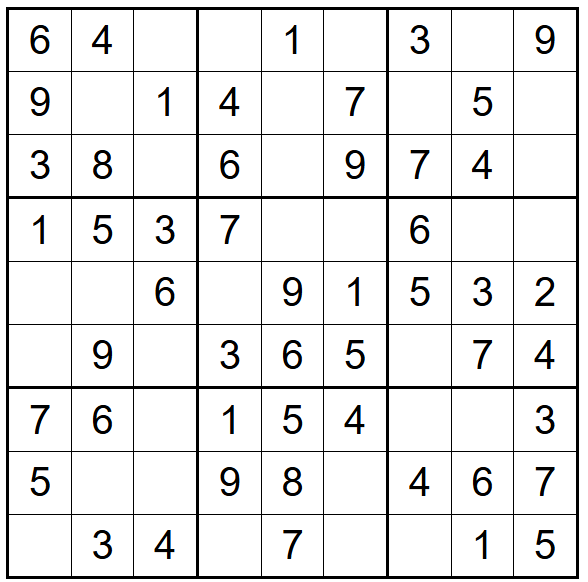 6 4 1 3 9
9 1 4 7 5
3 8 6 9 7 4
1 5 3 7 6
6 9 1 5 3 2
9 3 6 5 7 4
7 6 1 5 4 3
5 9 8 4 6 7
3 4 7 1 5